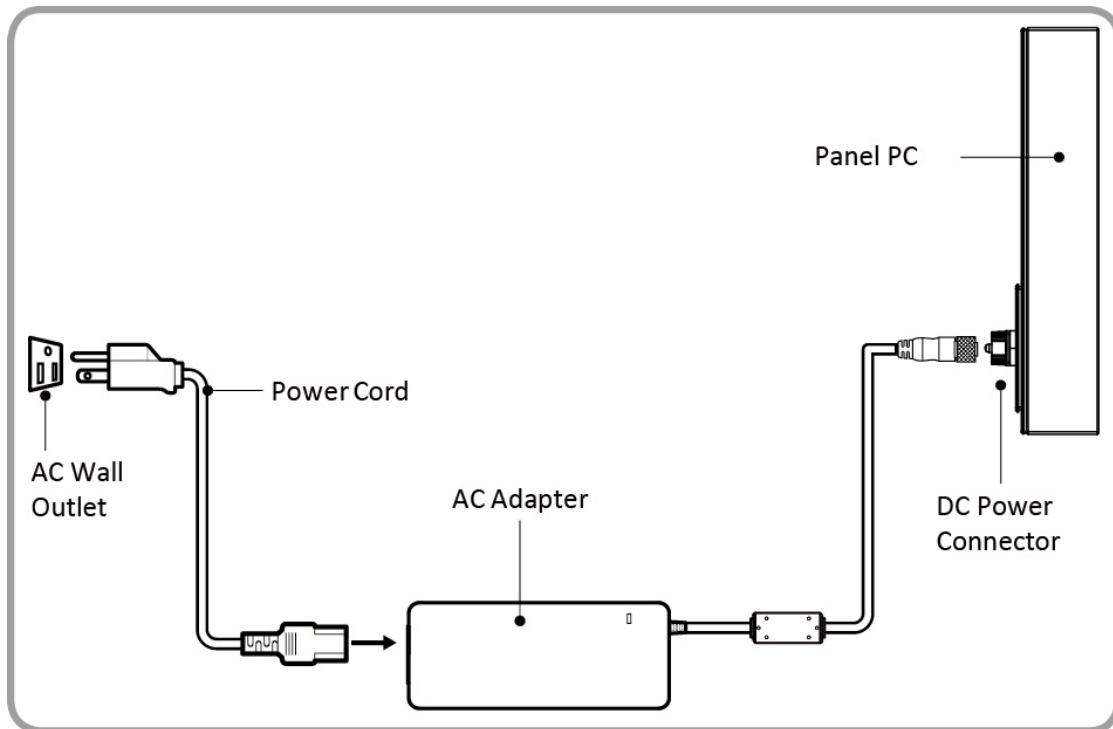 Panel PC
Power Cord
AC Wall
Outlet
AC Adapter
DC Power
Connector